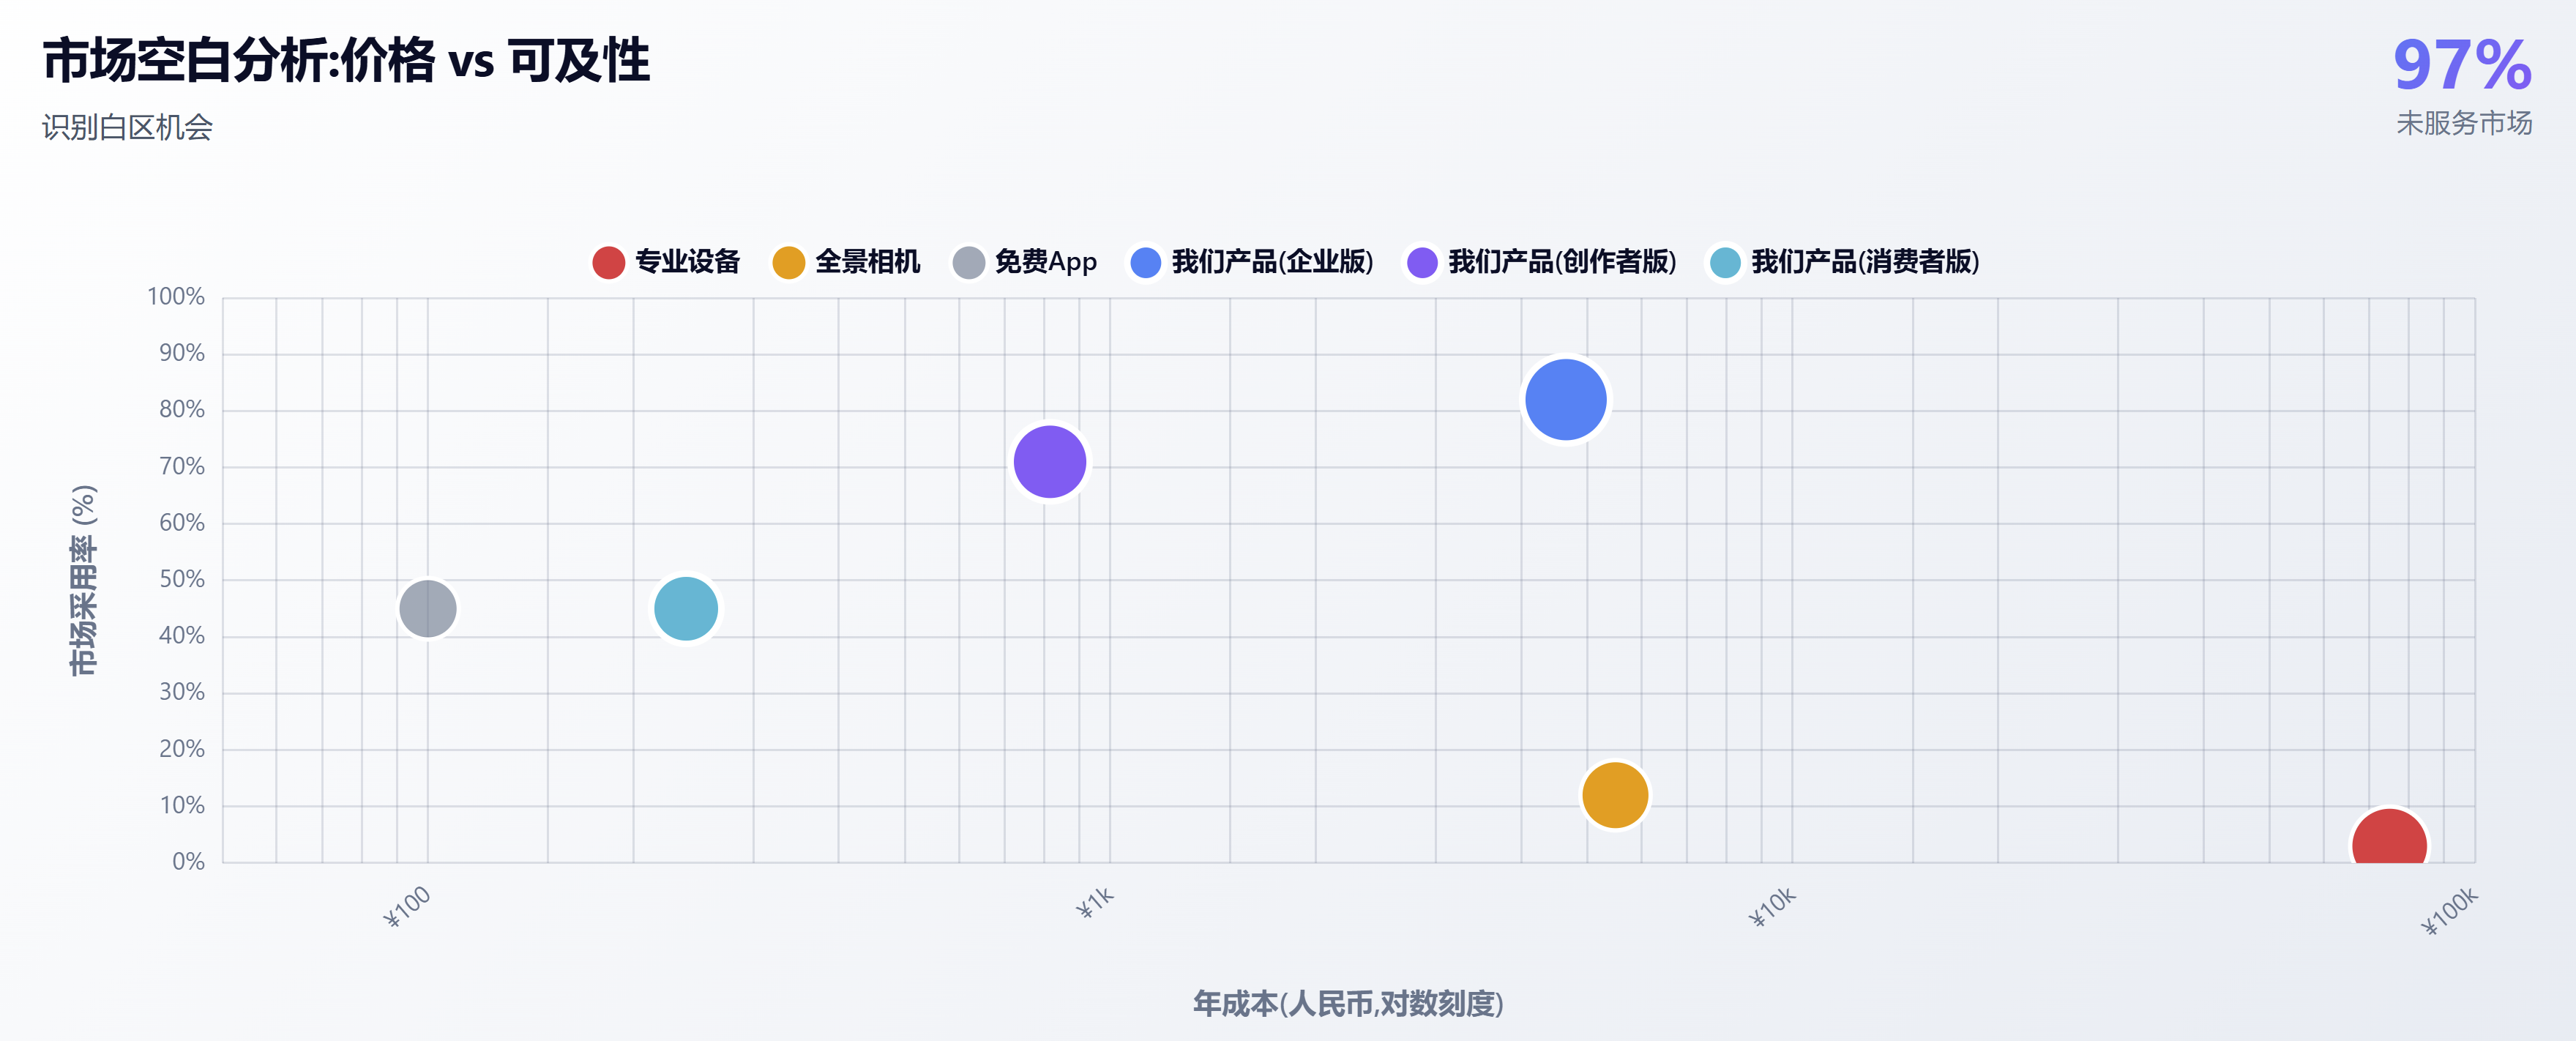 市场空白分析:价格 vs 可及性
识别白区机会
97%
未服务市场
专业设备 全景相机 免费App 我们产品(企业版) 我们产品(创作者版) 我们产品(消费者版)
市场采用率 (%)
100%
90%
80%
70%
60%
50%
40%
30%
20%
10%
0%
¥100 ¥1k ¥10k ¥100k
年成本(人民币,对数刻度)